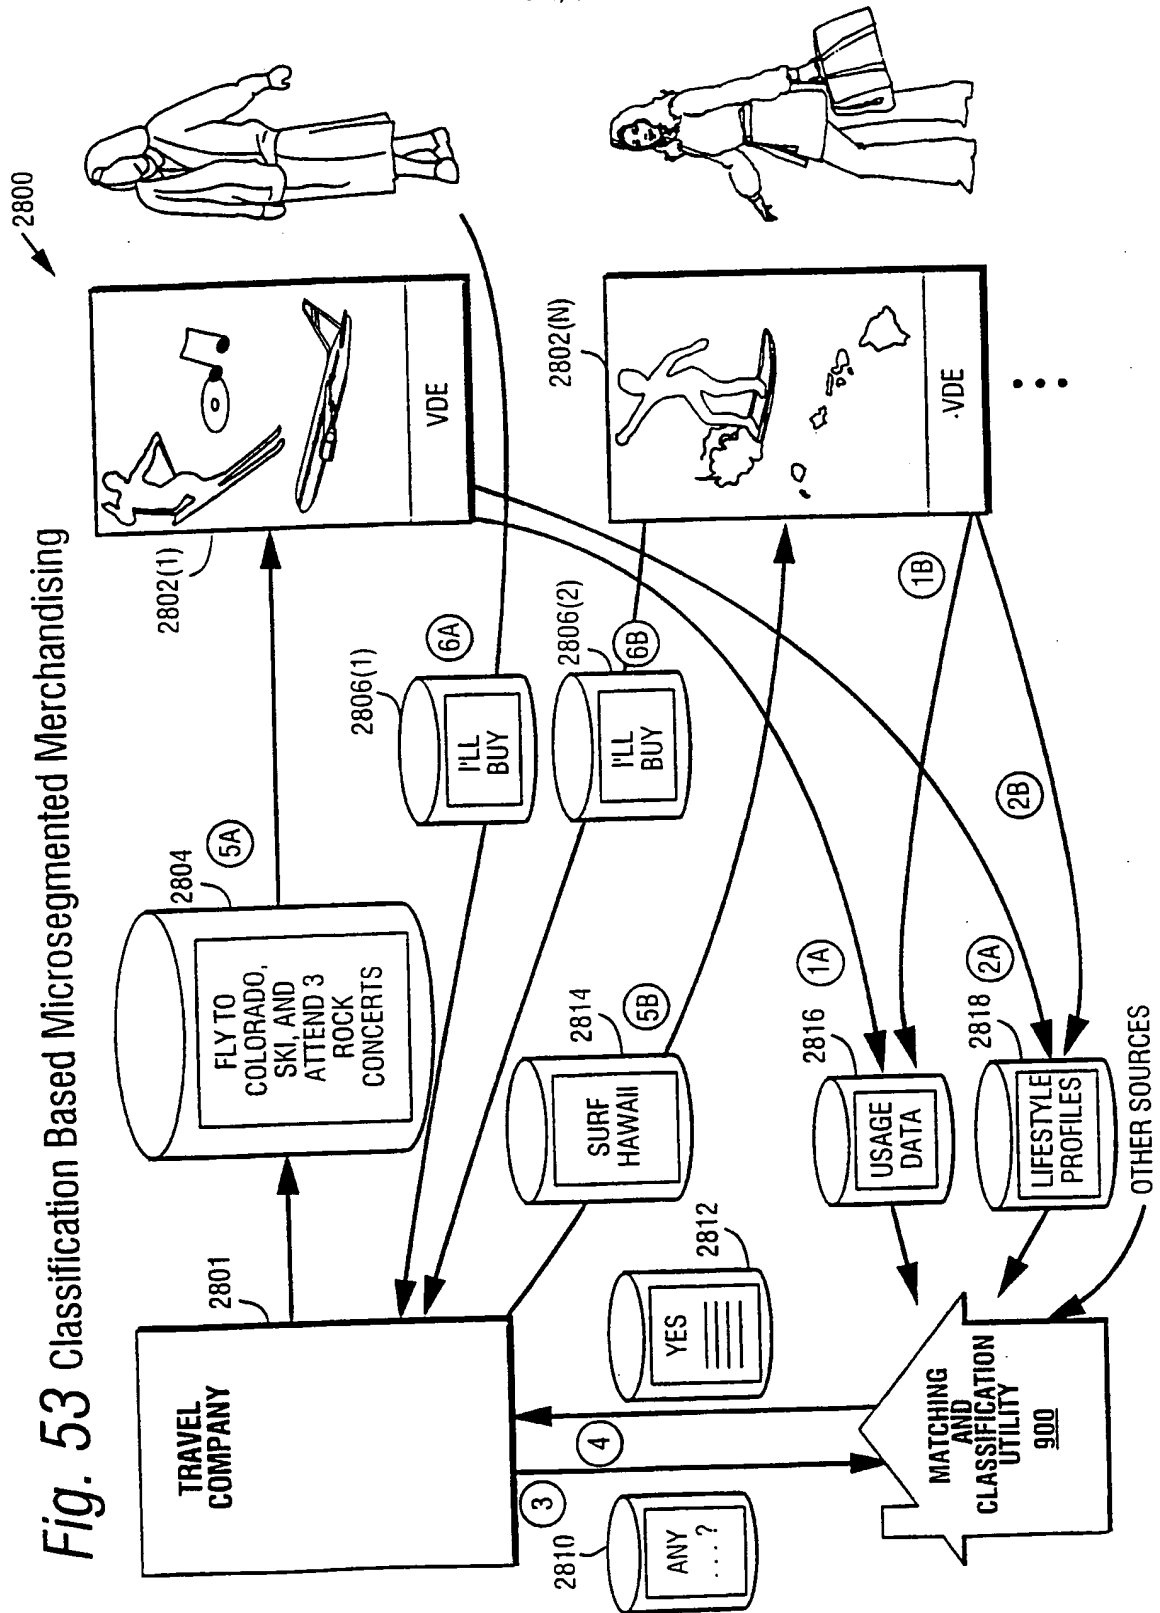 Fig. 53 Classification Based Microsegmented Merchandising
2800
TRAVEL
COMPANY
2801
FLY TO
COLORADO,
SKI, AND
ATTEND 3
ROCK
CONCERTS
2804
5A
2802(1)
VDE
I'LL
BUY
2806(1)
6A
I'LL
BUY
2806(2)
6B
SURF
HAWAII
2814
5B
2802(N)
VDE
...
3
4
ANY
....?
2810
YES
2812
USAGE
DATA
2816
1A
1B
LIFESTYLE
PROFILES
2818
2A
2B
MATCHING
AND
CLASSIFICATION
UTILITY
900
OTHER SOURCES